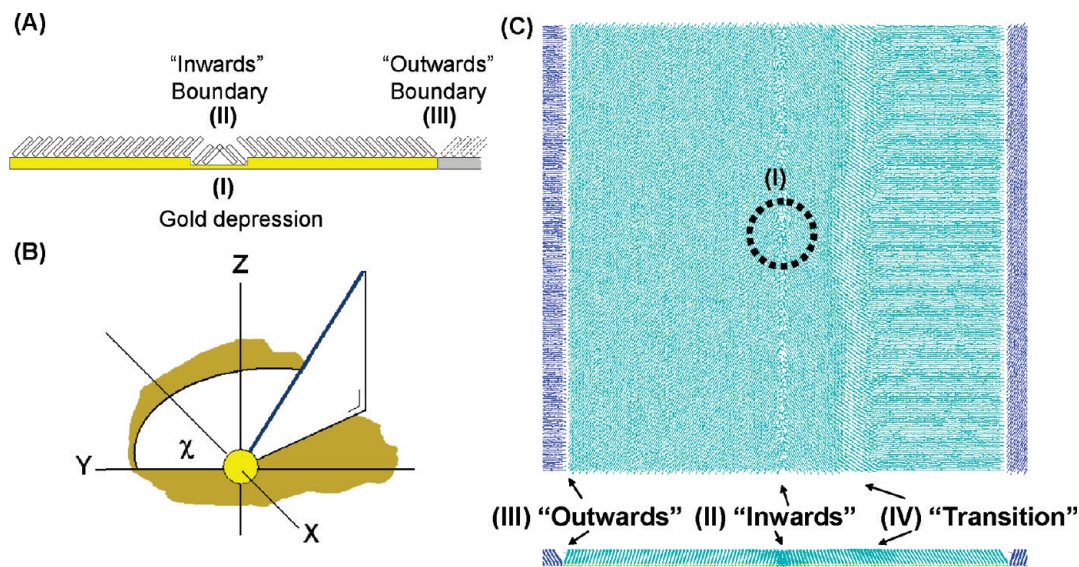 (A)
“Inwards”
Boundary
(II)
“Outwards”
Boundary
(III)
(I)
Gold depression
(B)
Z
Y
χ
X
(C)
(I)
(III) “Outwards” (II) “Inwards” (IV) “Transition”